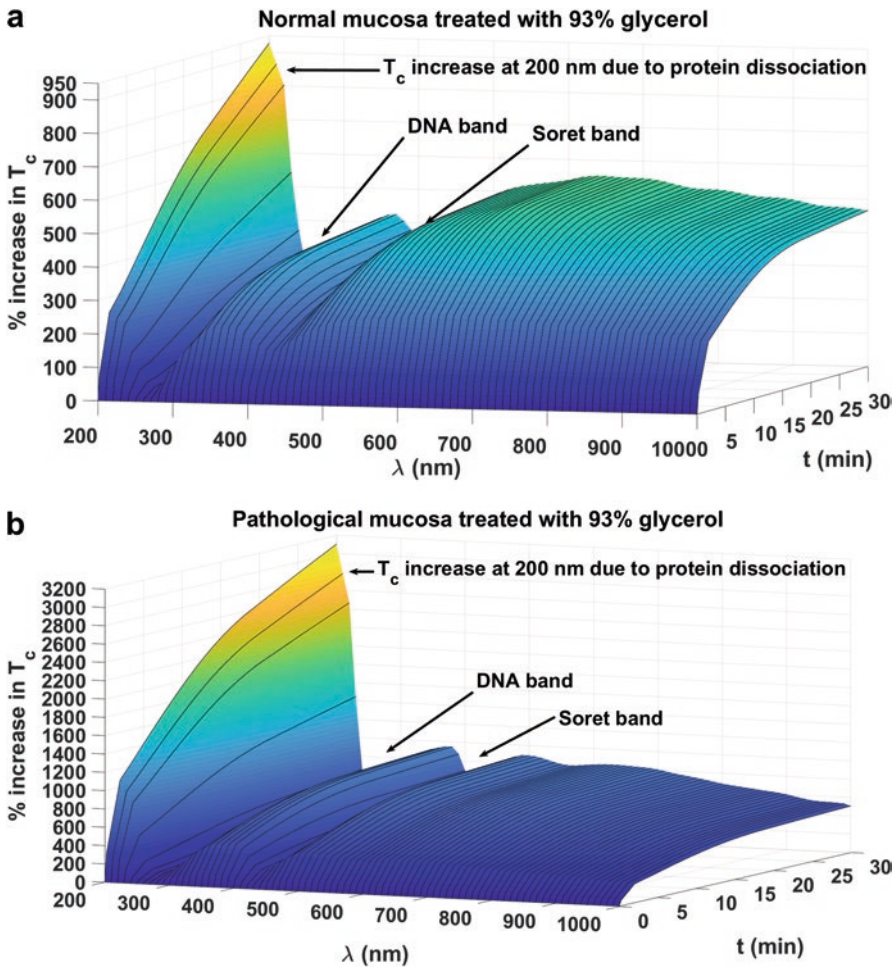 a
Normal mucosa treated with 93% glycerol
Tc increase at 200 nm due to protein dissociation
DNA band
Soret band
% increase in Tc
950
900
800
700
600
500
400
300
200
100
0
200 300 400 500 600 700 800 900 10000 5 10 15 20 25 30
λ (nm)
t (min)
b
Pathological mucosa treated with 93% glycerol
Tc increase at 200 nm due to protein dissociation
DNA band
Soret band
% increase in Tc
3200
3000
2800
2600
2400
2200
2000
1800
1600
1400
1200
1000
800
600
400
200
0
200 300 400 500 600 700 800 900 1000 0 5 10 15 20 25 30
λ (nm)
t (min)